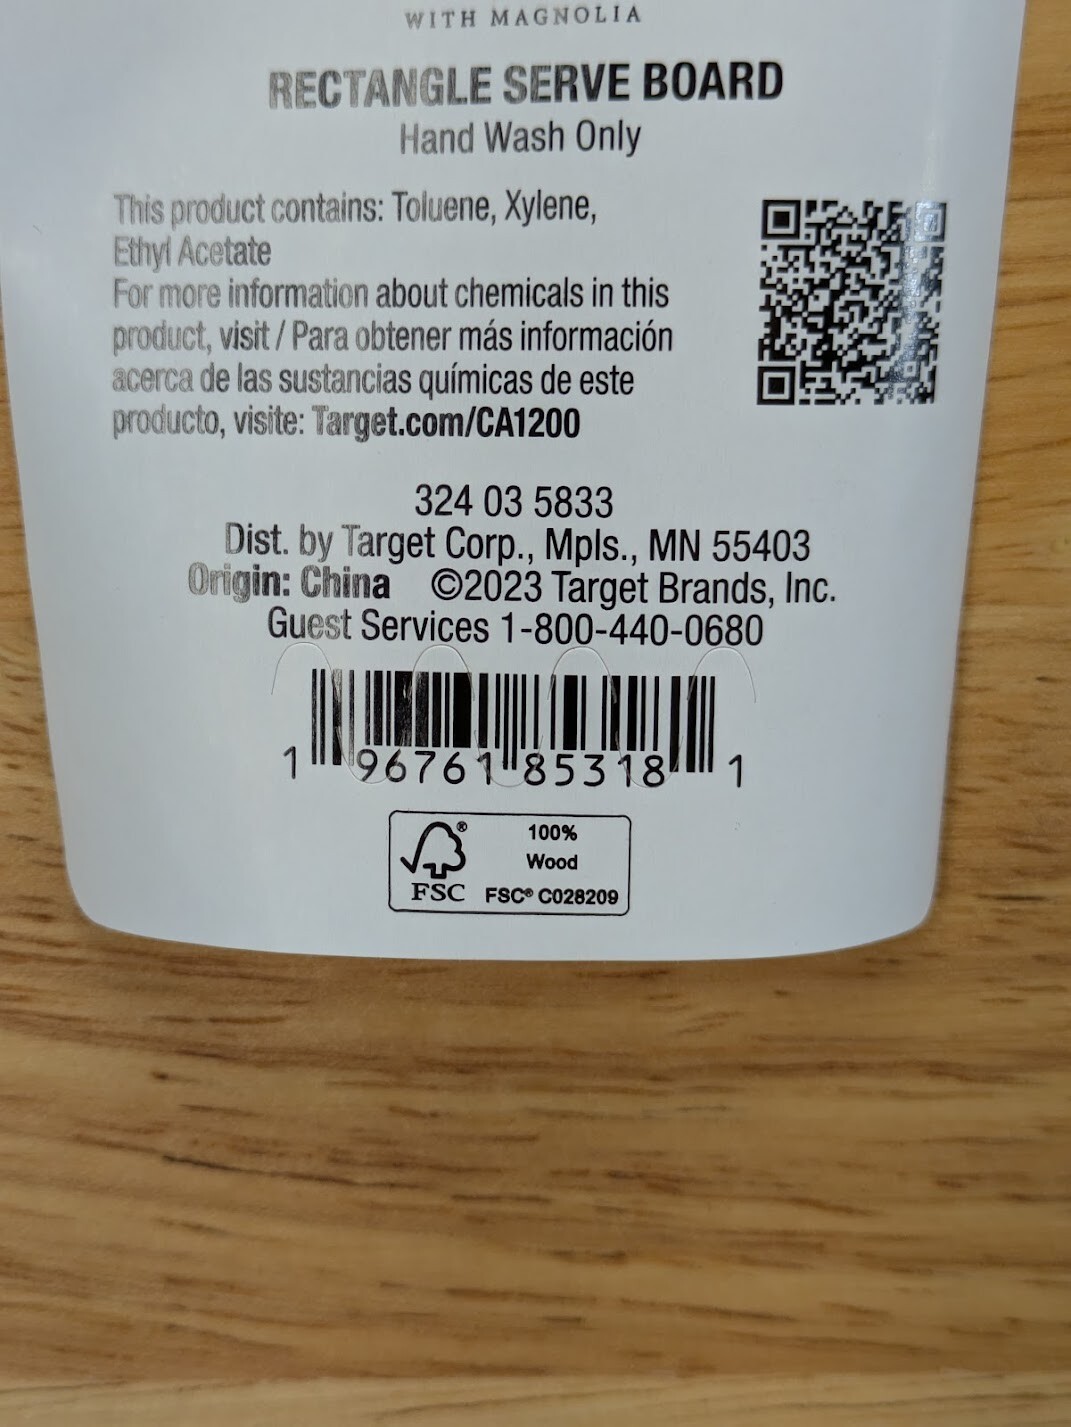 WITH MAGNOLIA
RECTANGLE SERVE BOARD
Hand Wash Only
This product contains: Toluene, Xylene,
Ethyl Acetate
For more information about chemicals in this
product, visit / Para obtener más información
acerca de las sustancias químicas de este
producto, visite: Target.com/CA1200
324 03 5833
Dist. by Target Corp., Mpls., MN 55403
Origin: China ©2023 Target Brands, Inc.
Guest Services 1-800-440-0680
1 96761 85318 1
100%
Wood
FSC FSC® C028209